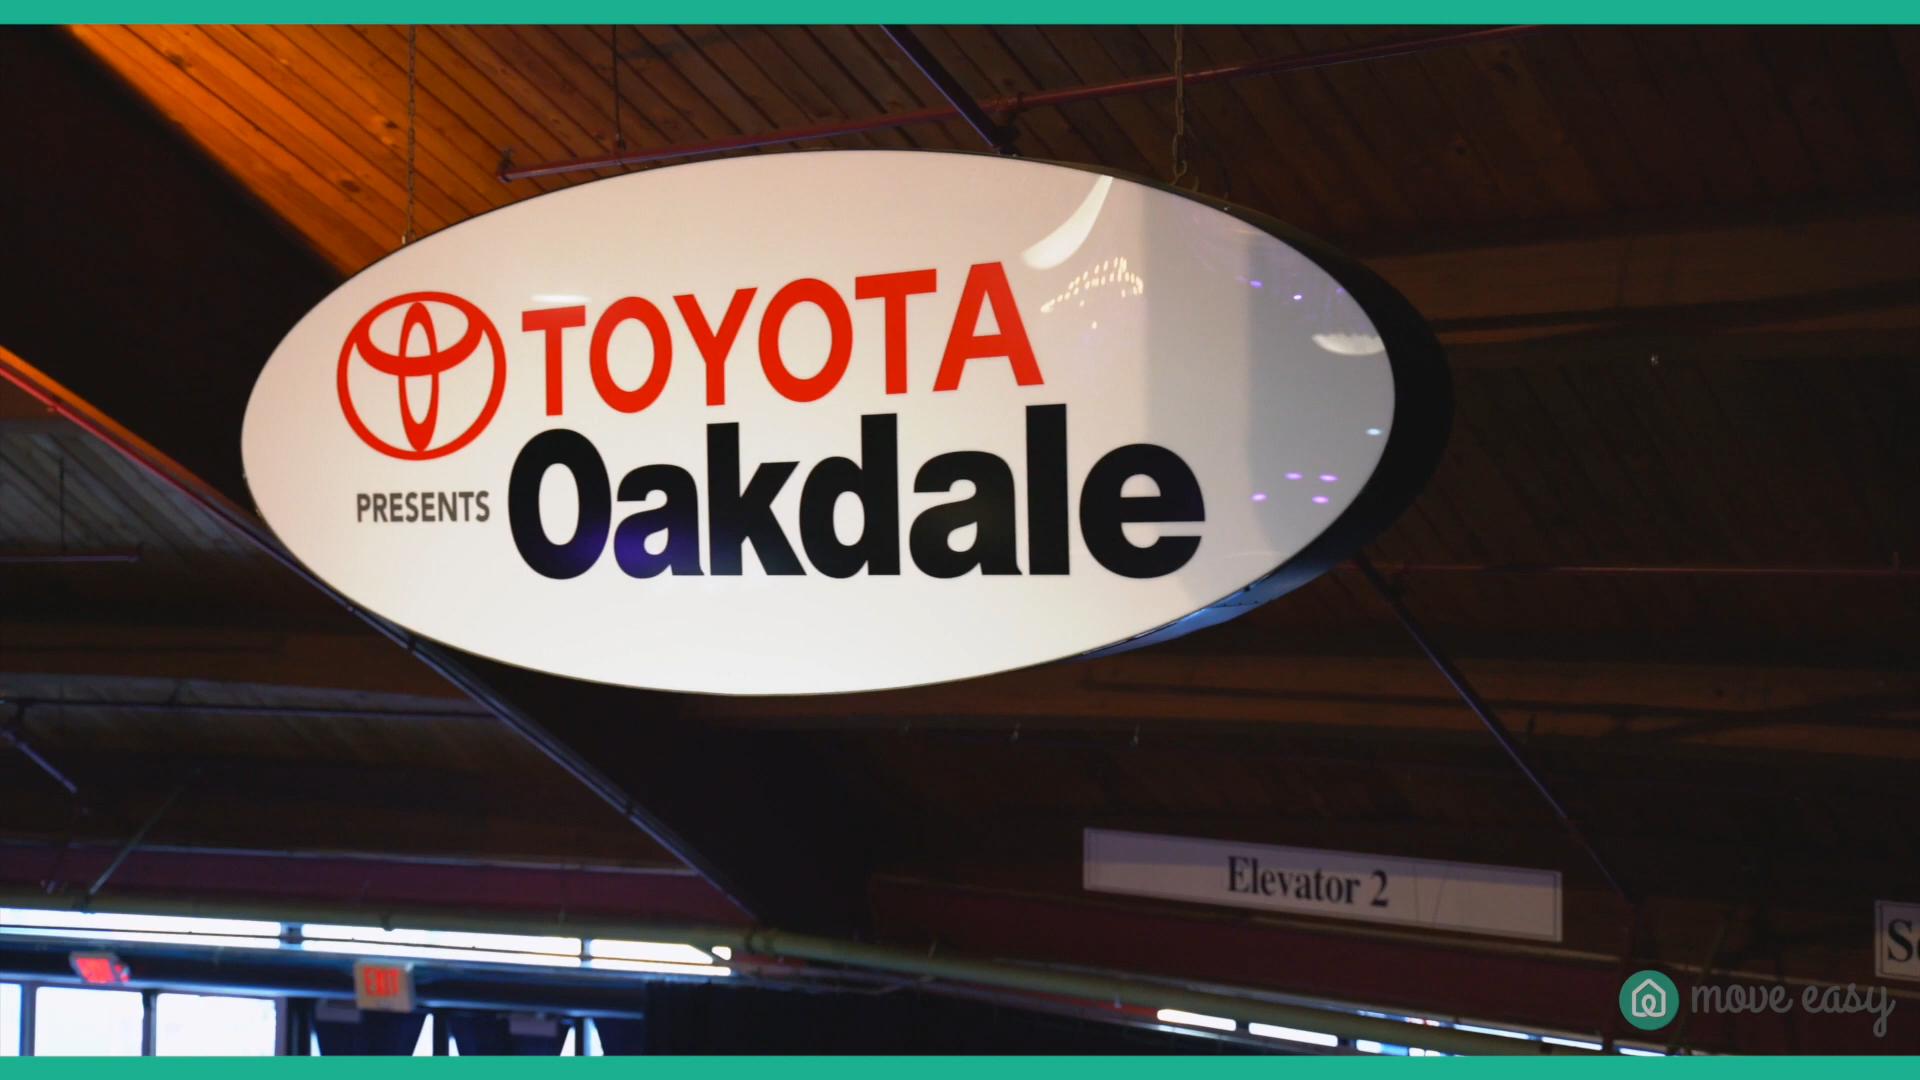 TOYOTA
PRESENTS Oakdale
Elevator 2
EXIT
move easy